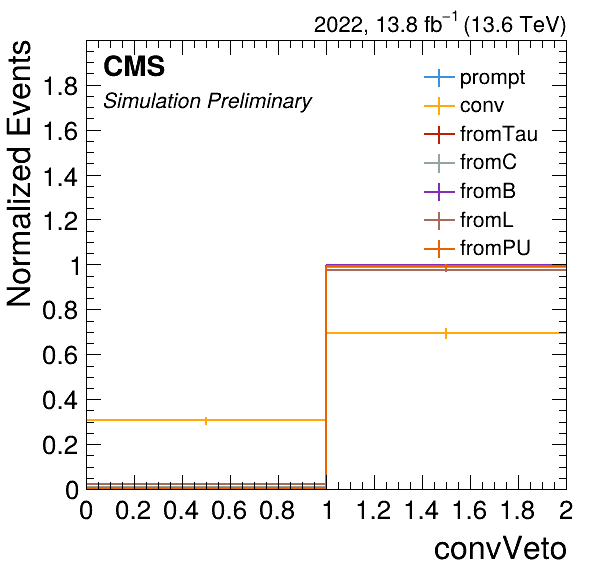 2022, 13.8 fb⁻¹ (13.6 TeV)
CMS
Simulation Preliminary
prompt
conv
fromTau
fromC
fromB
fromL
fromPU
Normalized Events
1.8
1.6
1.4
1.2
1
0.8
0.6
0.4
0.2
0
0 0.2 0.4 0.6 0.8 1 1.2 1.4 1.6 1.8 2
convVeto